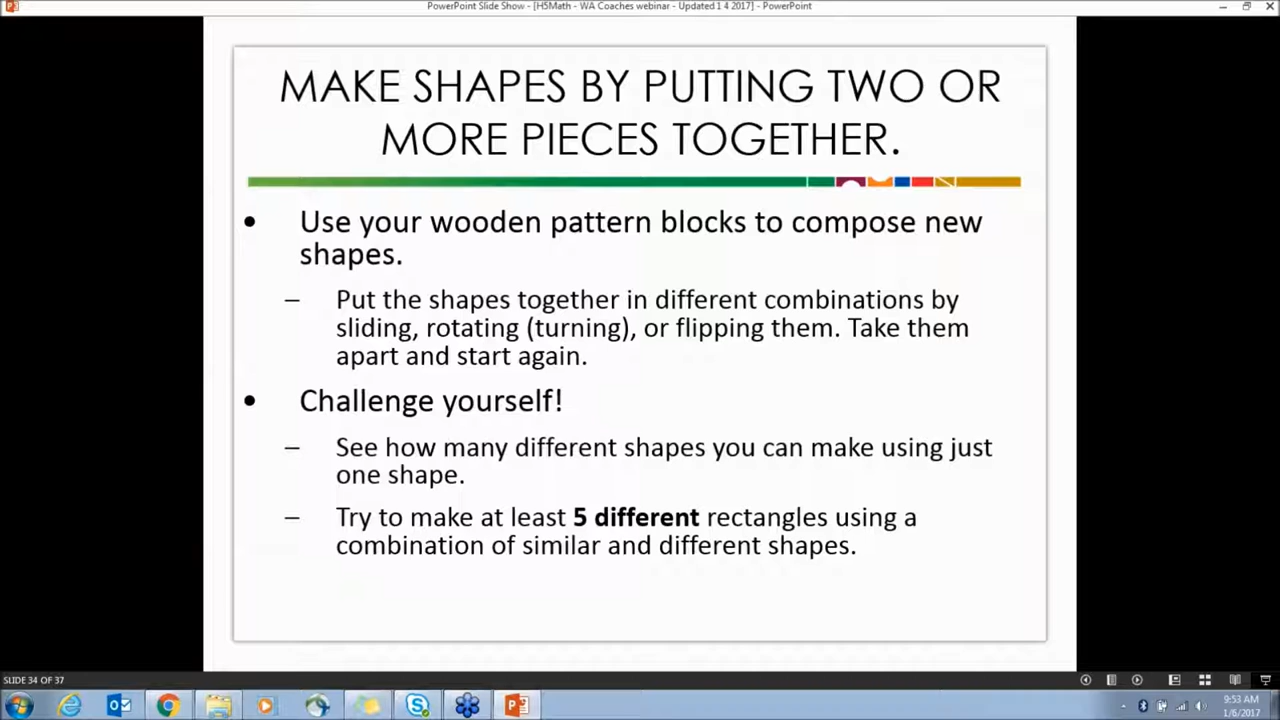 PowerPoint Slide Show - [H5Math - WA Coaches webinar - Updated 1 4 2017] - PowerPoint
MAKE SHAPES BY PUTTING TWO OR
MORE PIECES TOGETHER.
• Use your wooden pattern blocks to compose new
shapes.
– Put the shapes together in different combinations by
sliding, rotating (turning), or flipping them. Take them
apart and start again.
• Challenge yourself!
– See how many different shapes you can make using just
one shape.
– Try to make at least 5 different rectangles using a
combination of similar and different shapes.
SLIDE 34 OF 37
9:53 AM
1/6/2017